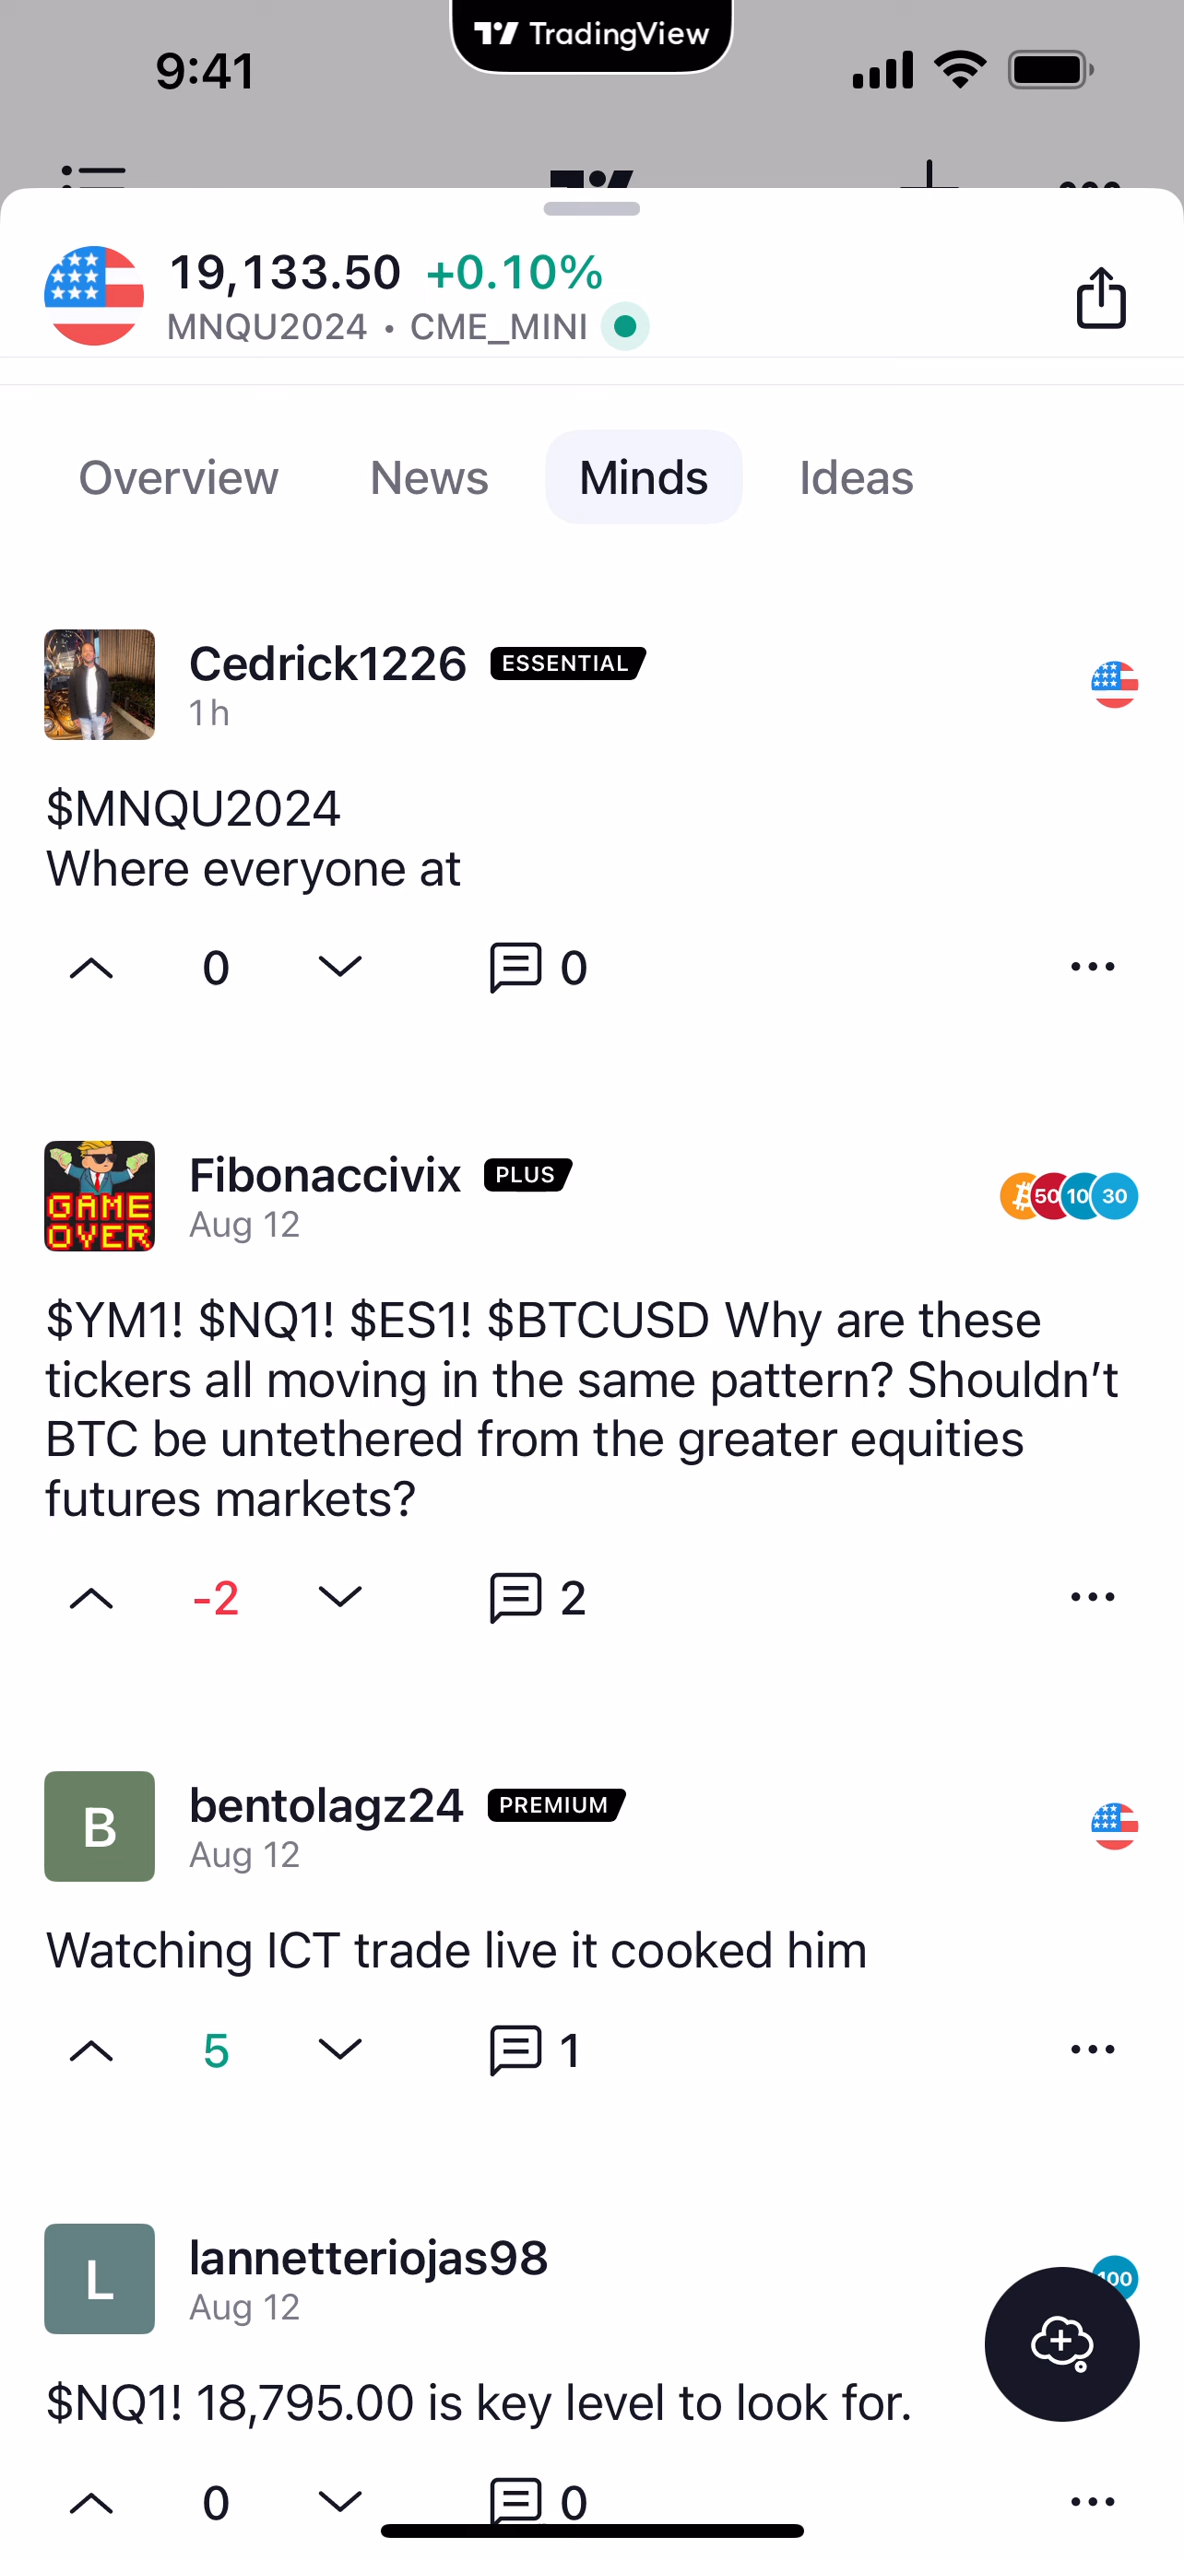 9:41
TradingView
19,133.50 +0.10%
MNQU2024 • CME_MINI
Overview News Minds Ideas
Cedrick1226 ESSENTIAL
1h
$MNQU2024
Where everyone at
0 0
Fibonaccivix PLUS
Aug 12
50 10 30
GAME
OVER
$YM1! $NQ1! $ES1! $BTCUSD Why are these
tickers all moving in the same pattern? Shouldn’t
BTC be untethered from the greater equities
futures markets?
-2 2
B
bentolagz24 PREMIUM
Aug 12
Watching ICT trade live it cooked him
5 1
L
lannetteriojas98
Aug 12
100
$NQ1! 18,795.00 is key level to look for.
0 0